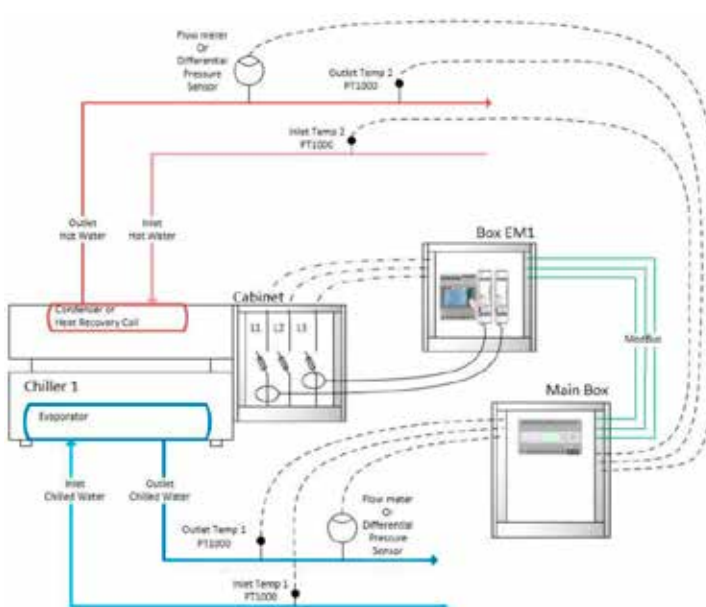 Flow meter
Or
Differential
Pressure
Sensor
Outlet Temp 2
PT1000
Inlet Temp 2
PT1000
Outlet
Hot Water
Inlet
Hot Water
Box EM1
Cabinet
Condenser or
Heat Recovery Coil
L1
L2
L3
ModBus
Chiller 1
Main Box
Evaporator
Inlet
Chilled Water
Outlet
Chilled Water
Flow meter
Or
Differential
Pressure
Sensor
Outlet Temp 1
PT1000
Inlet Temp 1
PT1000